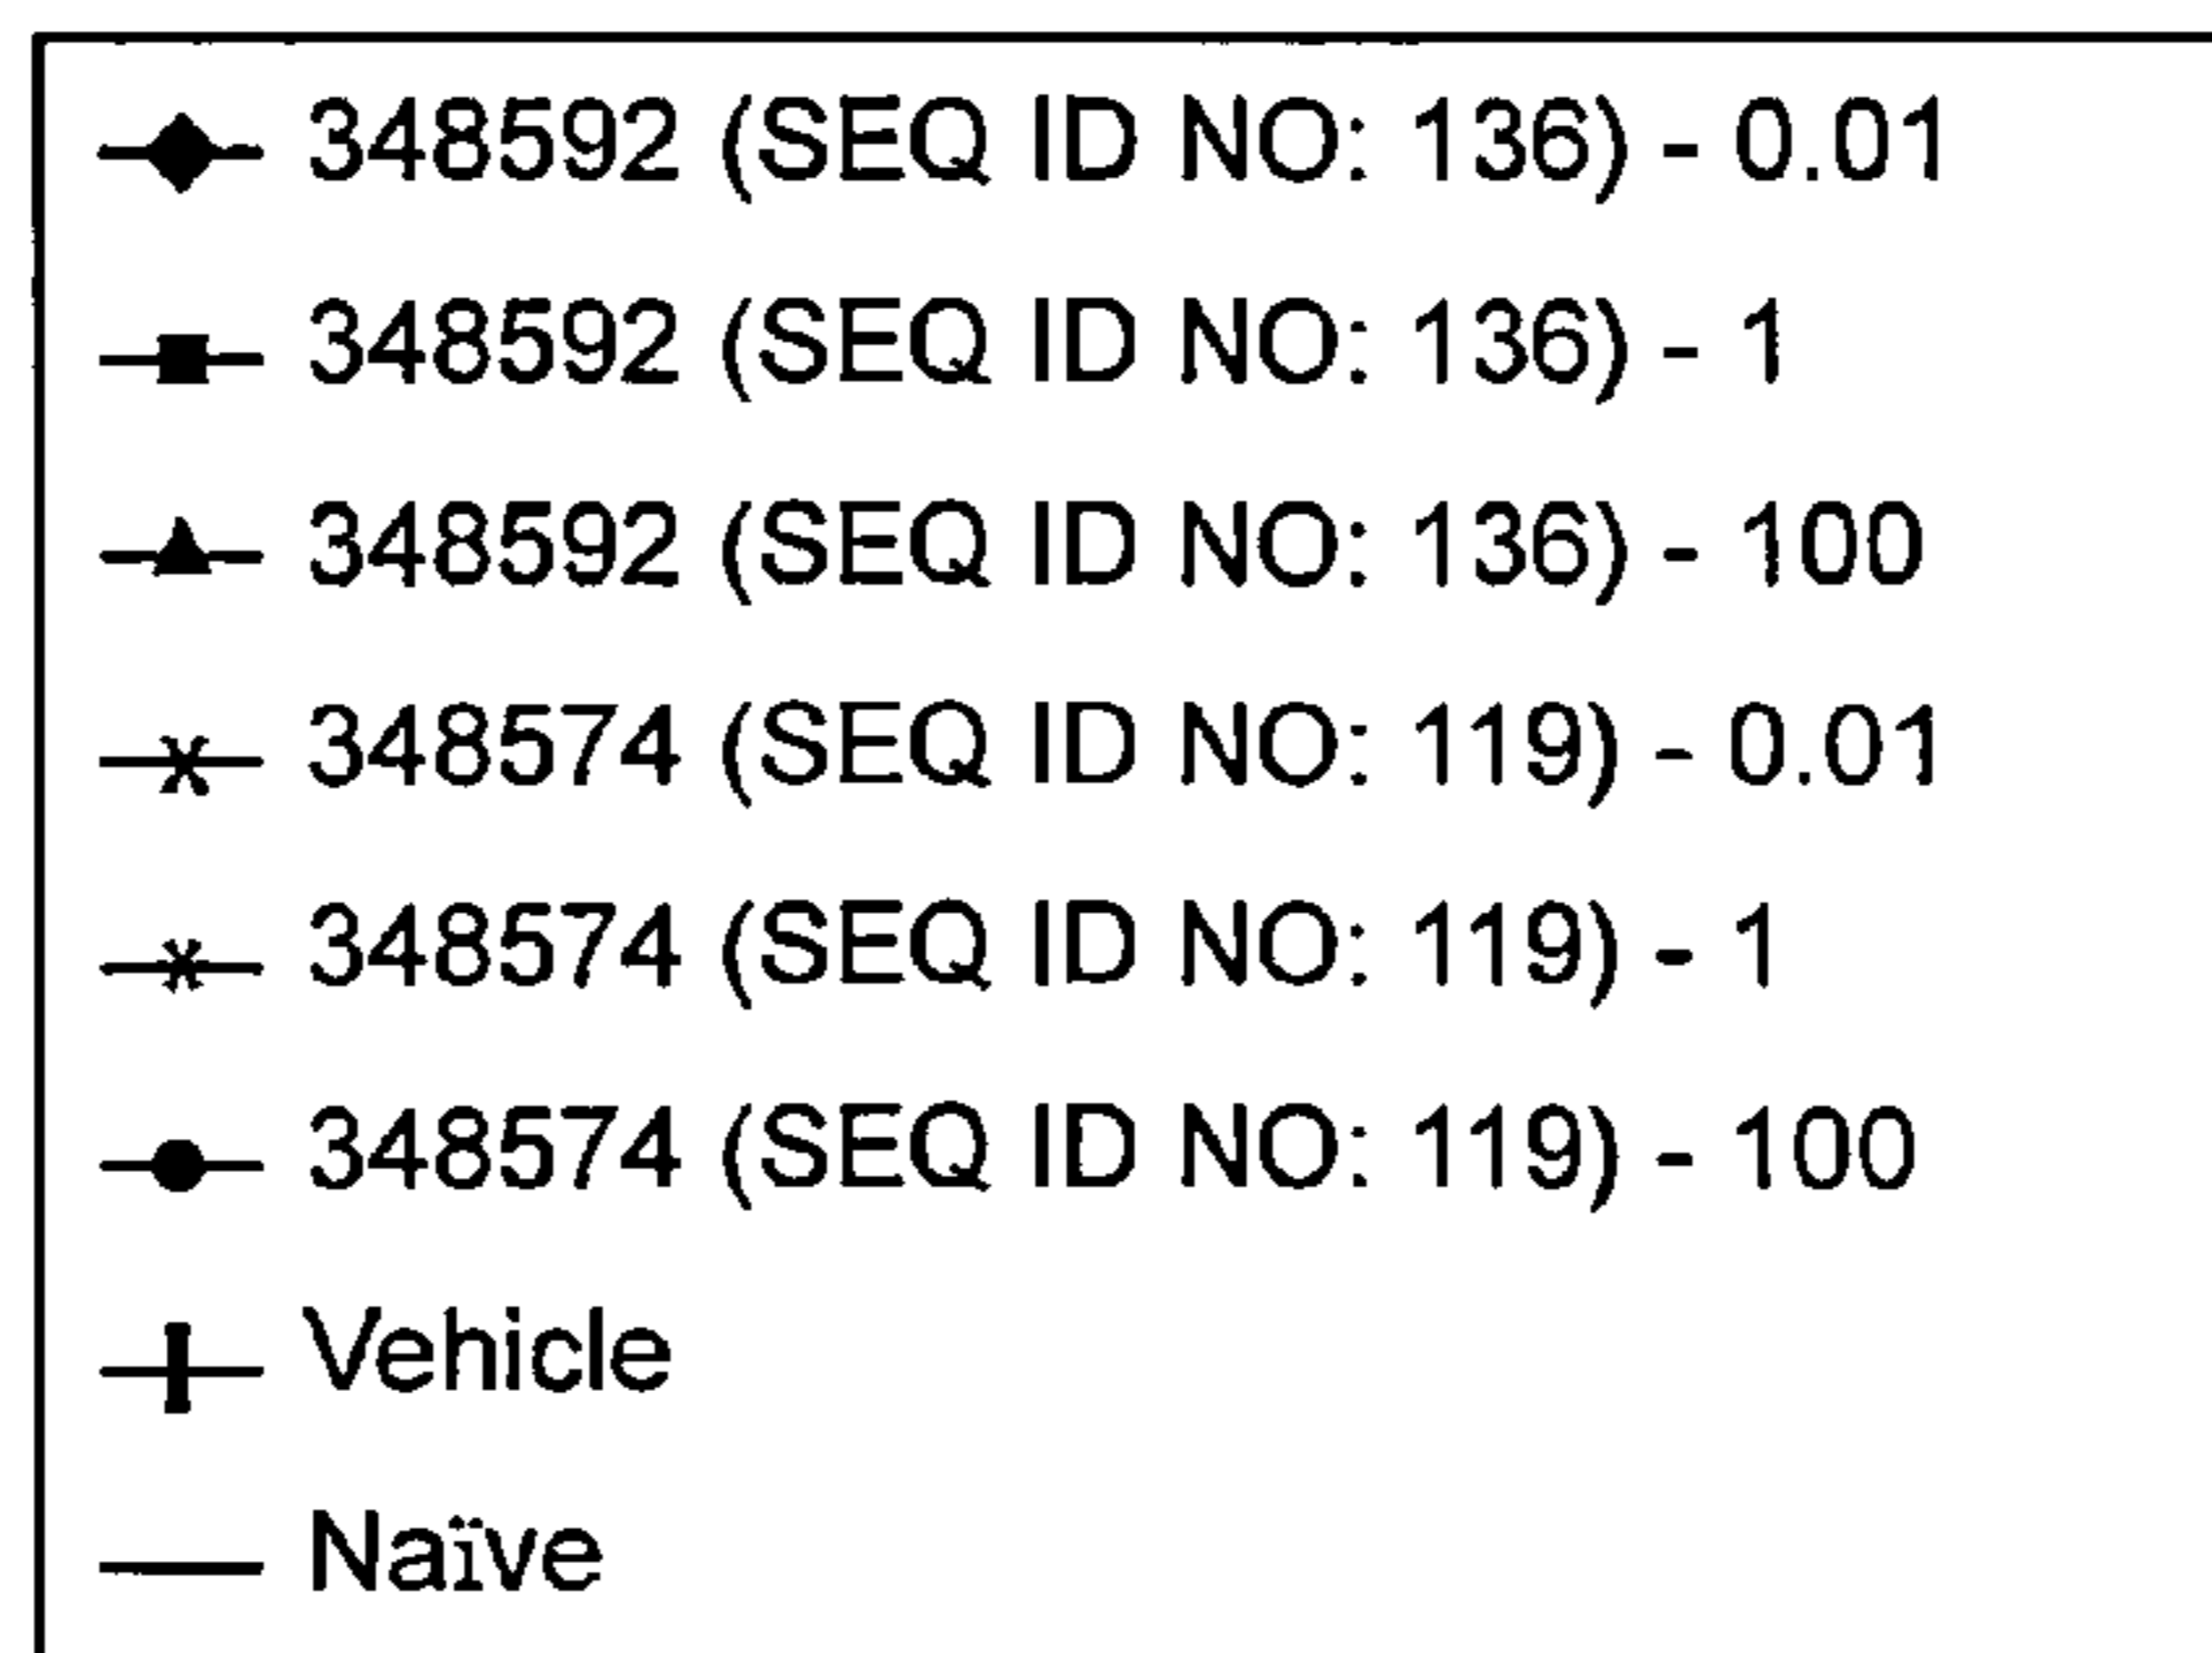 348592 (SEQ ID NO: 136) - 0.01
348592 (SEQ ID NO: 136) - 1
348592 (SEQ ID NO: 136) - 100
348574 (SEQ ID NO: 119) - 0.01
348574 (SEQ ID NO: 119) - 1
348574 (SEQ ID NO: 119) - 100
Vehicle
Naïve